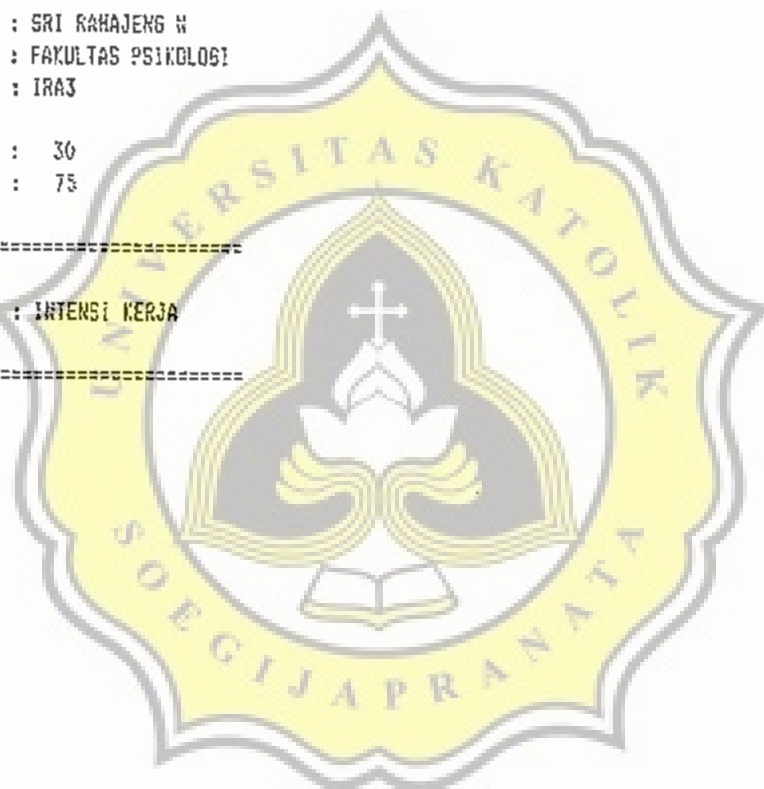 : SRI RAHAJENG W
: FAKULTAS PSIKOLOGI
: IRA3
: 30
: 75
========================
: INTENSI KERJA
========================
UNIVERSITAS KATOLIK
SOEGIJAPRANATA